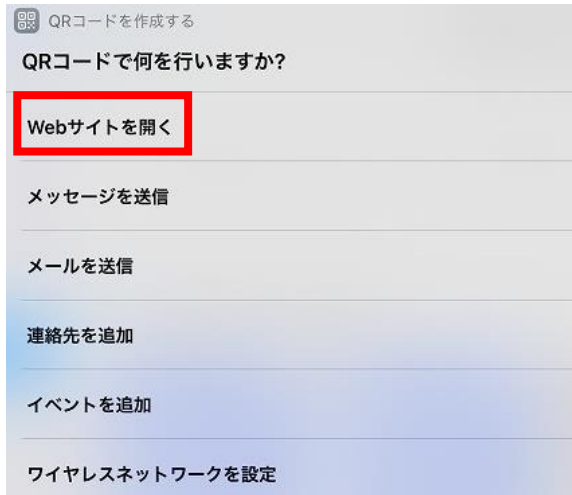 QRコードを作成する
QRコードで何を行いますか?
Webサイトを開く
メッセージを送信
メールを送信
連絡先を追加
イベントを追加
ワイヤレスネットワークを設定